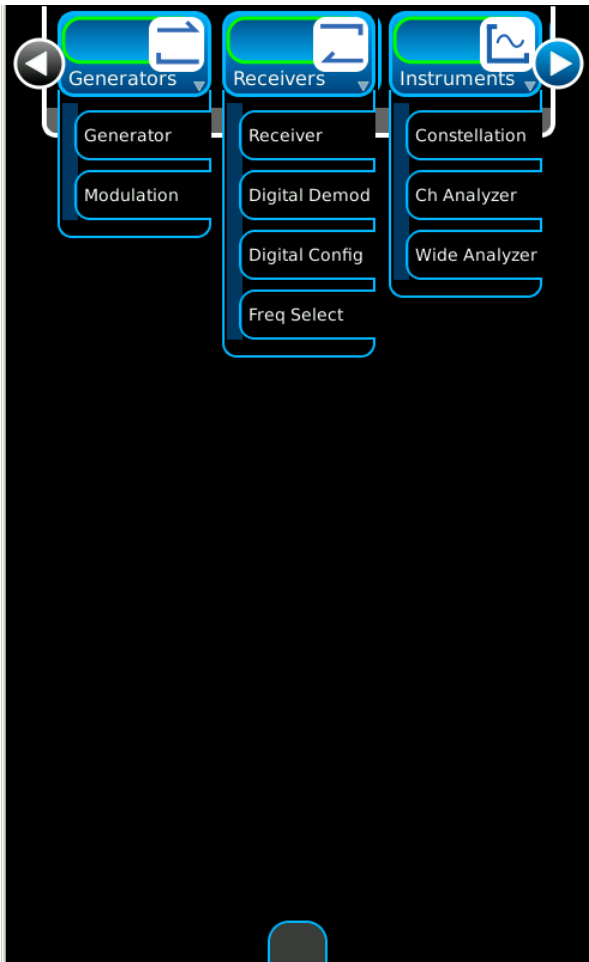 Generators
Generator
Modulation
Receivers
Receiver
Digital Demod
Digital Config
Freq Select
Instruments
Constellation
Ch Analyzer
Wide Analyzer